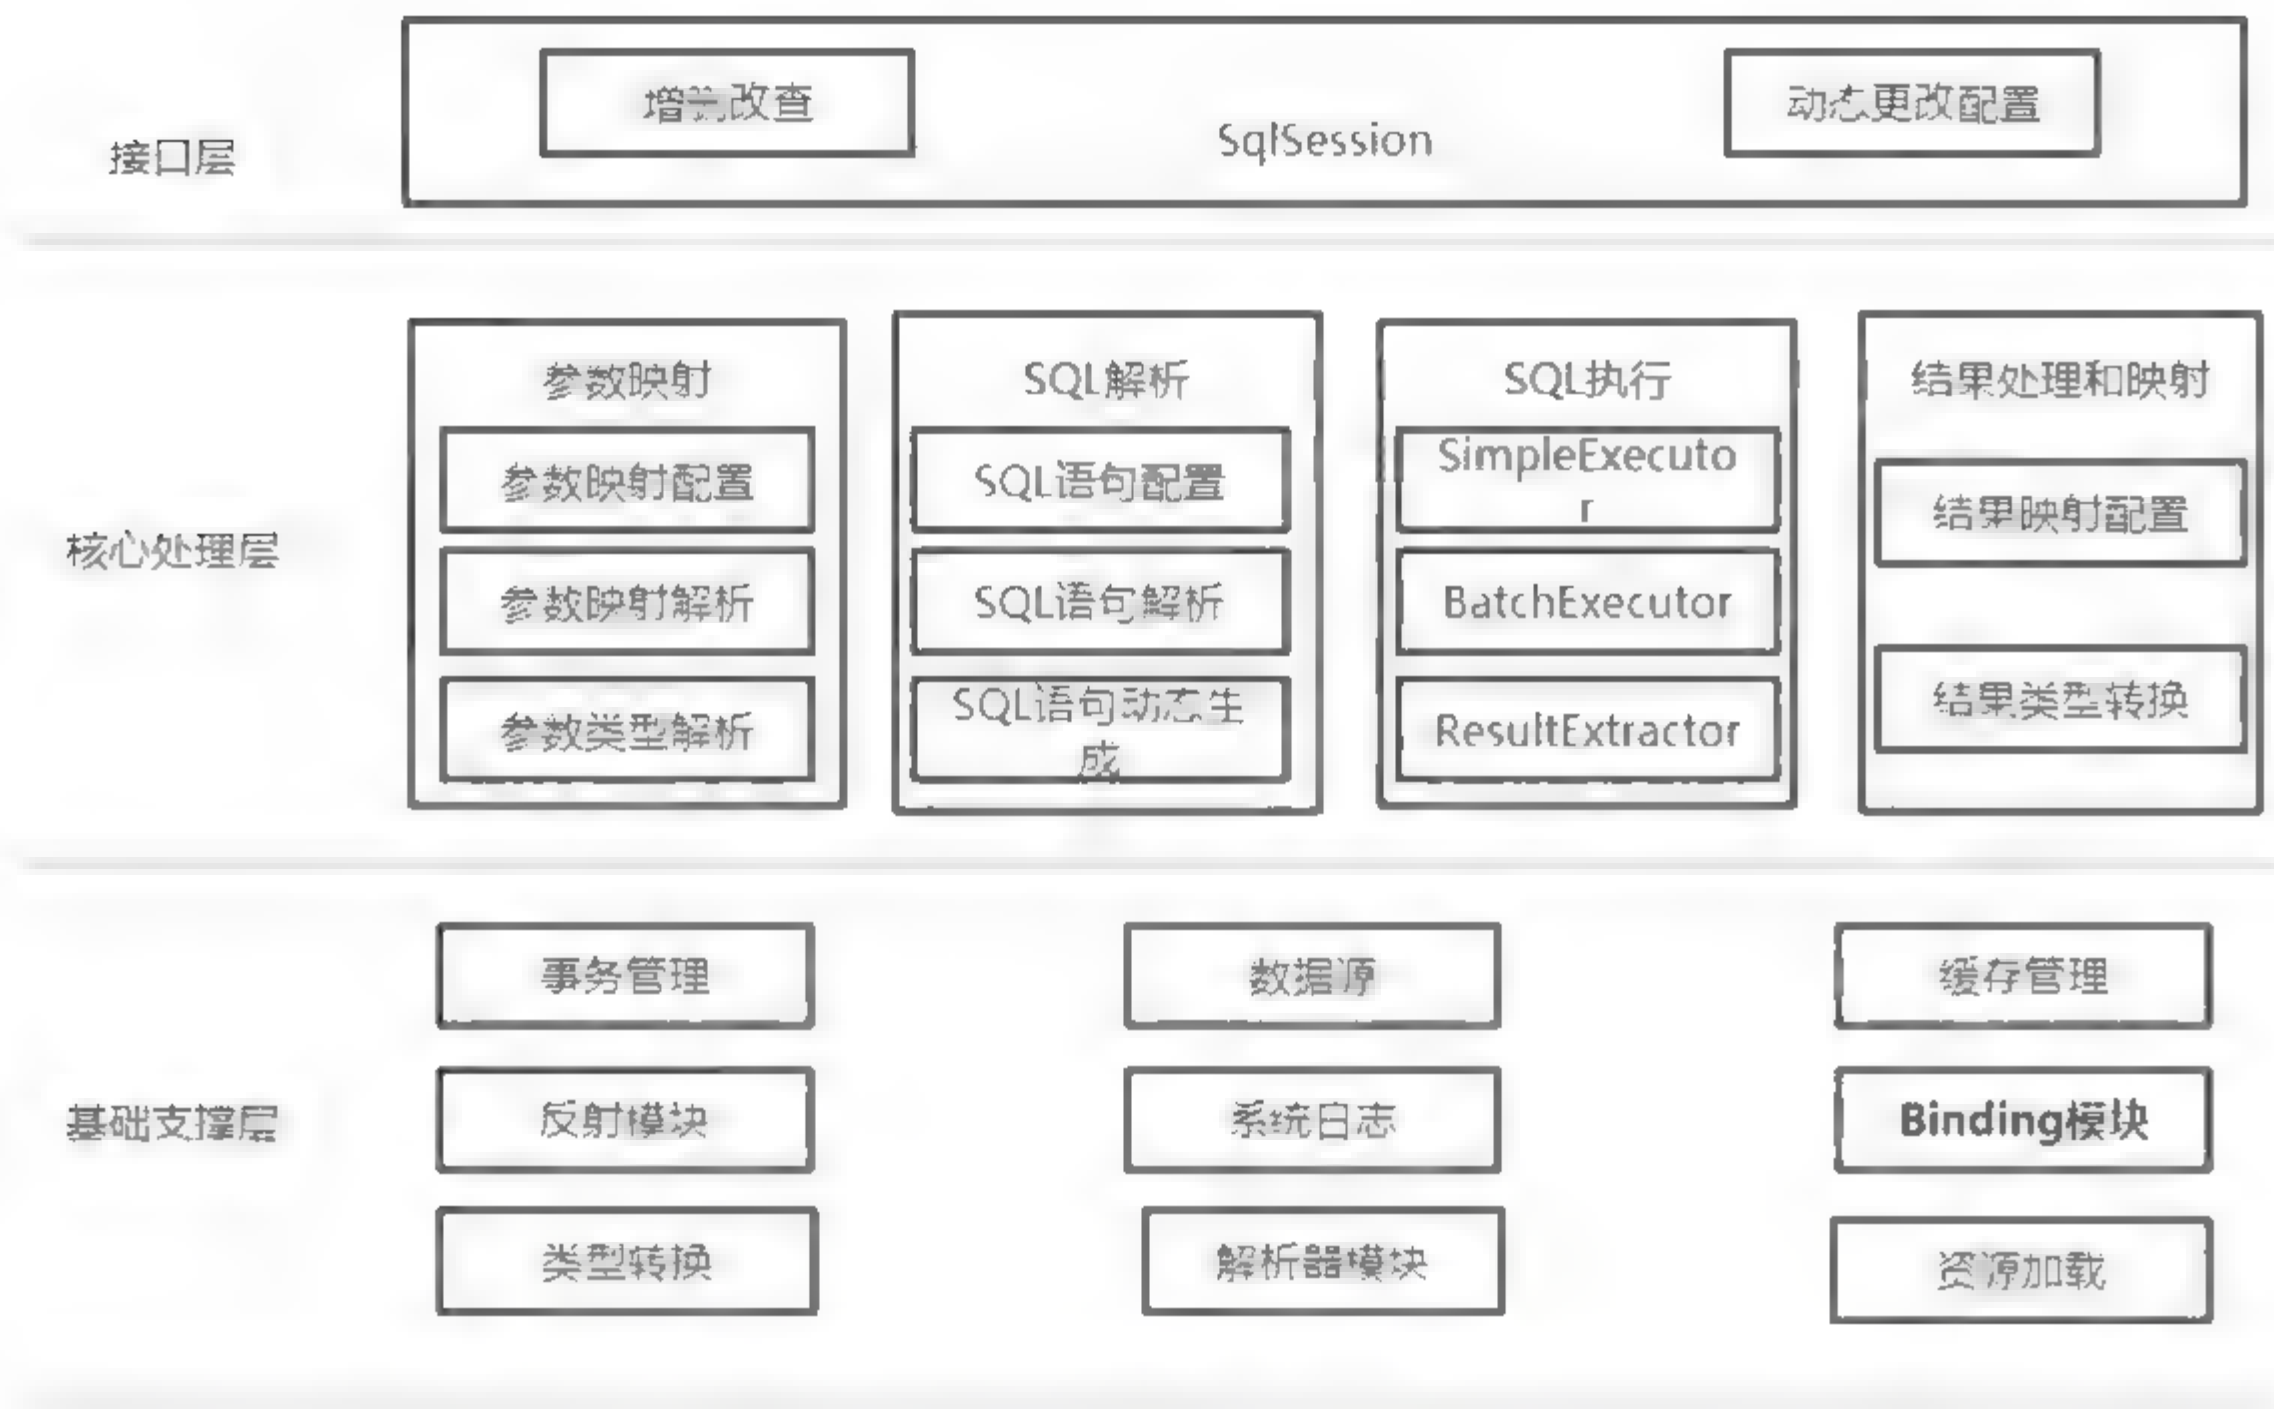 增删改查
动态更改配置
SqlSession
接口层
参数映射
SQL解析
SQL执行
结果处理和映射
参数映射配置
SQL语句配置
SimpleExecuto
r
结果映射配置
核心处理层
参数映射解析
SQL语句解析
BatchExecutor
参数类型解析
SQL语句动态生
成
ResultExtractor
结果类型转换
事务管理
数据源
缓存管理
基础支撑层
反射模块
系统日志
Binding模块
类型转换
解析器模块
资源加载